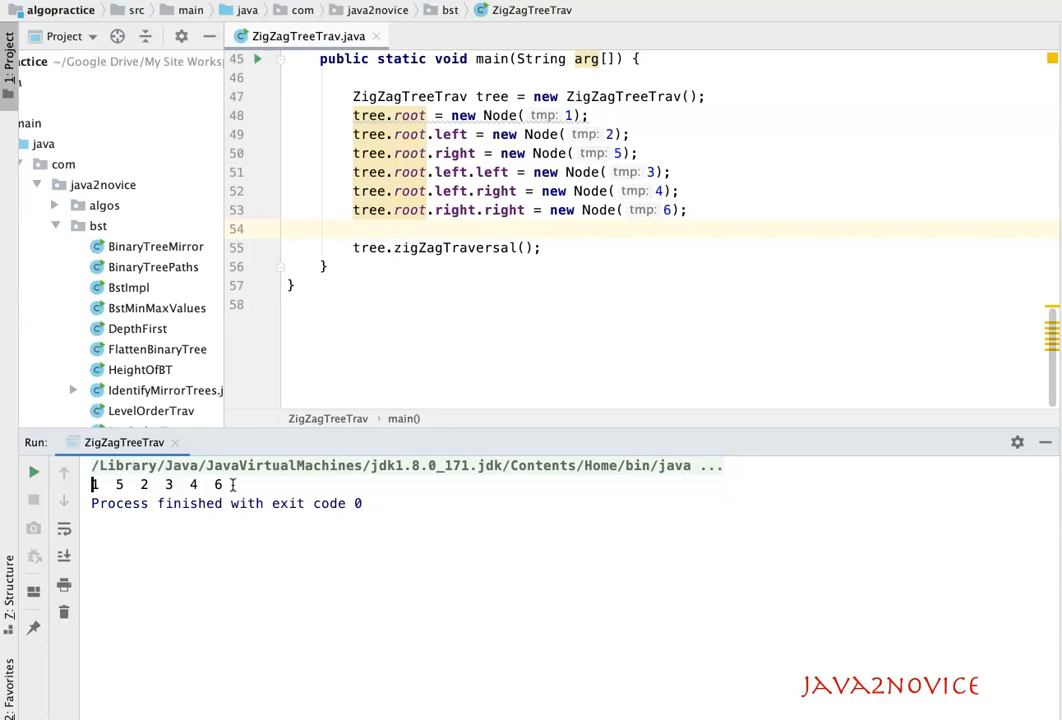 algopractice › src › main › java › com › java2novice › bst › ZigZagTreeTrav
1: Project
Project
ZigZagTreeTrav.java ×
ctice ~/Google Drive/My Site Works
main
java
com
java2novice
algos
bst
BinaryTreeMirror
BinaryTreePaths
BstImpl
BstMinMaxValues
DepthFirst
FlattenBinaryTree
HeightOfBT
IdentifyMirrorTrees.j
LevelOrderTrav
45 public static void main(String arg[]) {
46
47 ZigZagTreeTrav tree = new ZigZagTreeTrav();
48 tree.root = new Node( tmp: 1);
49 tree.root.left = new Node( tmp: 2);
50 tree.root.right = new Node( tmp: 5);
51 tree.root.left.left = new Node( tmp: 3);
52 tree.root.left.right = new Node( tmp: 4);
53 tree.root.right.right = new Node( tmp: 6);
54
55 tree.zigZagTraversal();
56 }
57 }
58
ZigZagTreeTrav › main()
Run: ZigZagTreeTrav ×
/Library/Java/JavaVirtualMachines/jdk1.8.0_171.jdk/Contents/Home/bin/java ...
1 5 2 3 4 6
Process finished with exit code 0
Z: Structure
2: Favorites
JAVA2NOVICE